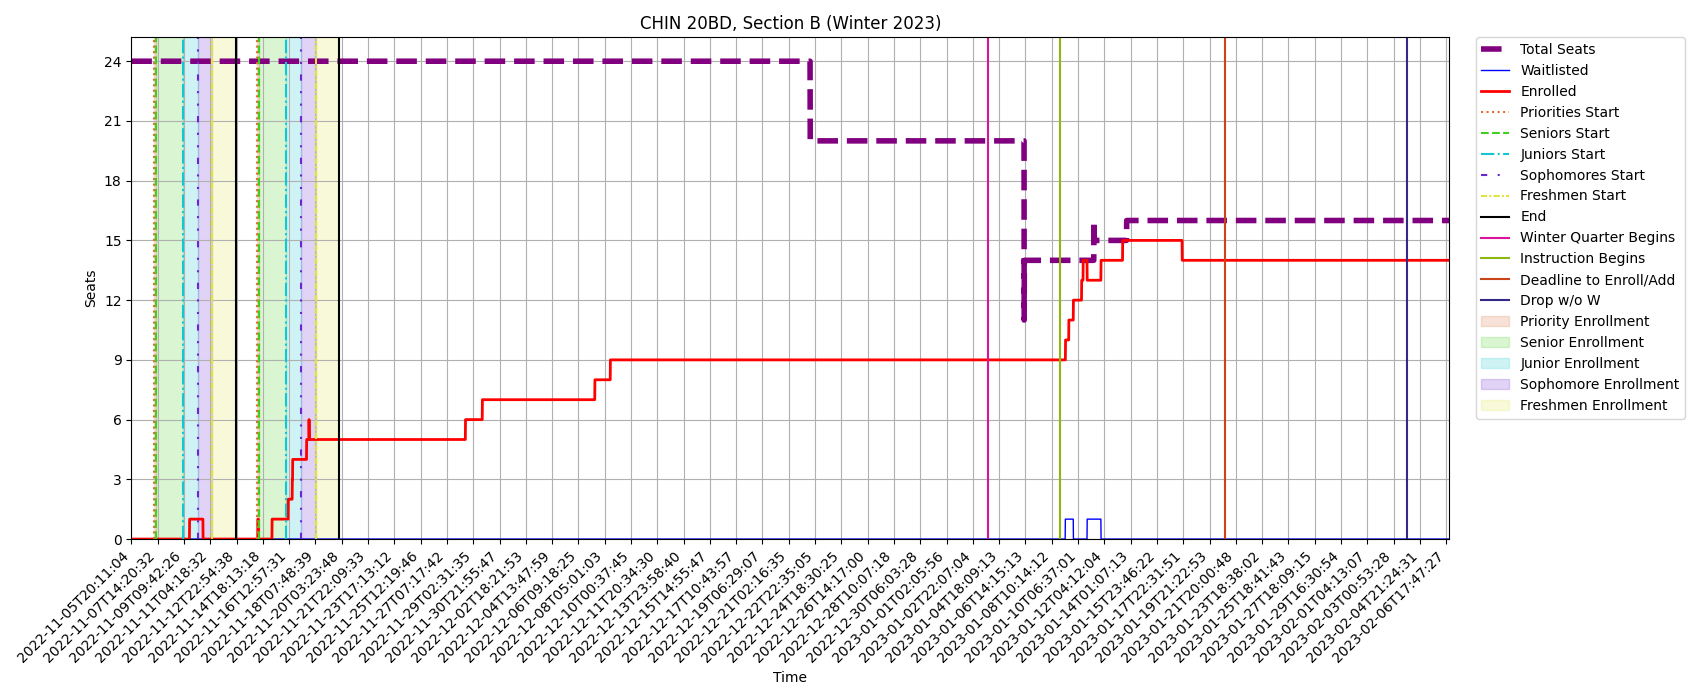 CHIN 20BD, Section B (Winter 2023)
Seats
24
21
18
15
12
9
6
3
0
2022-11-05T20:11:04
2022-11-07T14:20:32
2022-11-09T09:42:26
2022-11-11T04:18:32
2022-11-12T22:54:38
2022-11-14T18:13:18
2022-11-16T12:57:31
2022-11-18T07:48:39
2022-11-20T03:23:48
2022-11-21T22:09:33
2022-11-23T17:13:12
2022-11-25T12:19:46
2022-11-27T07:17:42
2022-11-29T02:31:35
2022-11-30T21:55:47
2022-12-02T18:21:53
2022-12-04T13:47:59
2022-12-06T09:18:25
2022-12-08T05:01:03
2022-12-10T00:37:45
2022-12-11T20:34:30
2022-12-13T23:58:40
2022-12-15T14:55:47
2022-12-17T10:43:57
2022-12-19T06:29:07
2022-12-21T02:16:35
2022-12-22T22:35:05
2022-12-24T18:30:25
2022-12-26T14:17:00
2022-12-28T10:07:18
2022-12-30T06:03:28
2023-01-01T02:05:56
2023-01-02T22:07:04
2023-01-04T18:09:13
2023-01-06T14:15:13
2023-01-08T10:14:12
2023-01-10T06:37:01
2023-01-12T04:12:04
2023-01-14T01:07:13
2023-01-15T23:46:22
2023-01-17T22:31:51
2023-01-19T21:22:53
2023-01-21T20:00:48
2023-01-23T18:38:02
2023-01-25T18:41:43
2023-01-27T18:09:15
2023-01-29T16:30:54
2023-02-01T04:13:07
2023-02-03T00:53:28
2023-02-04T21:24:31
2023-02-06T17:47:27
Time
Total Seats
Waitlisted
Enrolled
Priorities Start
Seniors Start
Juniors Start
Sophomores Start
Freshmen Start
End
Winter Quarter Begins
Instruction Begins
Deadline to Enroll/Add
Drop w/o W
Priority Enrollment
Senior Enrollment
Junior Enrollment
Sophomore Enrollment
Freshmen Enrollment